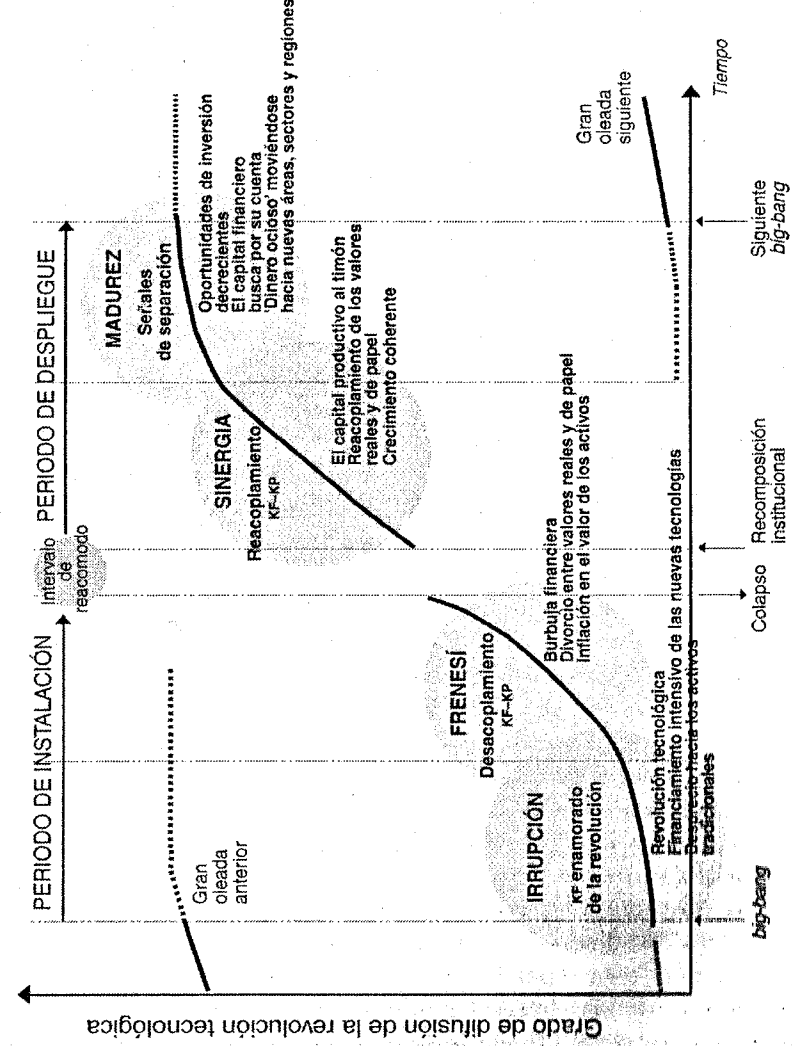 PERIODO DE INSTALACIÓN
Intervalo
de
reacomodo
PERIODO DE DESPLIEGUE
Grado de difusión de la revolución tecnológica
Gran
oleada
anterior
IRRUPCIÓN
KF enamorado
de la revolución
Revolución tecnológica
Financiamiento intensivo de las nuevas tecnologías
Desprecio hacia los activos
tradicionales
FRENESÍ
Desacoplamiento
KF–KP
Burbuja financiera
Divorcio entre valores reales y de papel
Inflación en el valor de los activos
SINERGIA
Reacoplamiento
KF–KP
El capital productivo al timón
Reacoplamiento de los valores
reales y de papel
Crecimiento coherente
MADUREZ
Señales
de separación
Oportunidades de inversión
decrecientes
El capital financiero
busca por su cuenta
'Dinero ocioso' moviéndose
hacia nuevas áreas, sectores y regiones
Gran
oleada
siguiente
Tiempo
big-bang
Colapso
Recomposición
institucional
Siguiente
big-bang